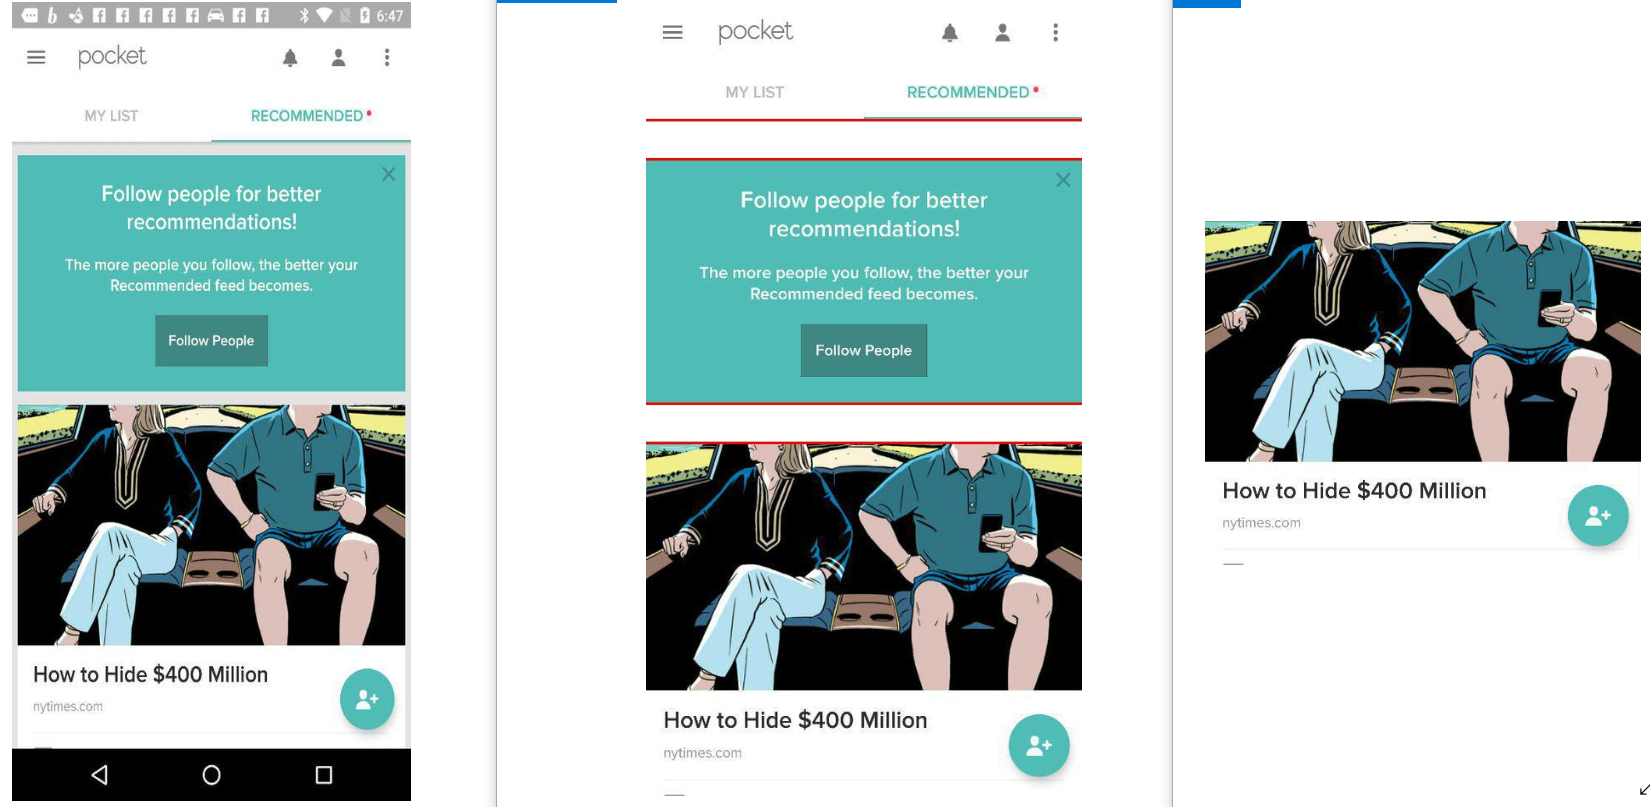 6:47
pocket
MY LIST
RECOMMENDED
Follow people for better
recommendations!
The more people you follow, the better your
Recommended feed becomes.
Follow People
How to Hide $400 Million
nytimes.com
pocket
MY LIST
RECOMMENDED
Follow people for better
recommendations!
The more people you follow, the better your
Recommended feed becomes.
Follow People
How to Hide $400 Million
nytimes.com
How to Hide $400 Million
nytimes.com